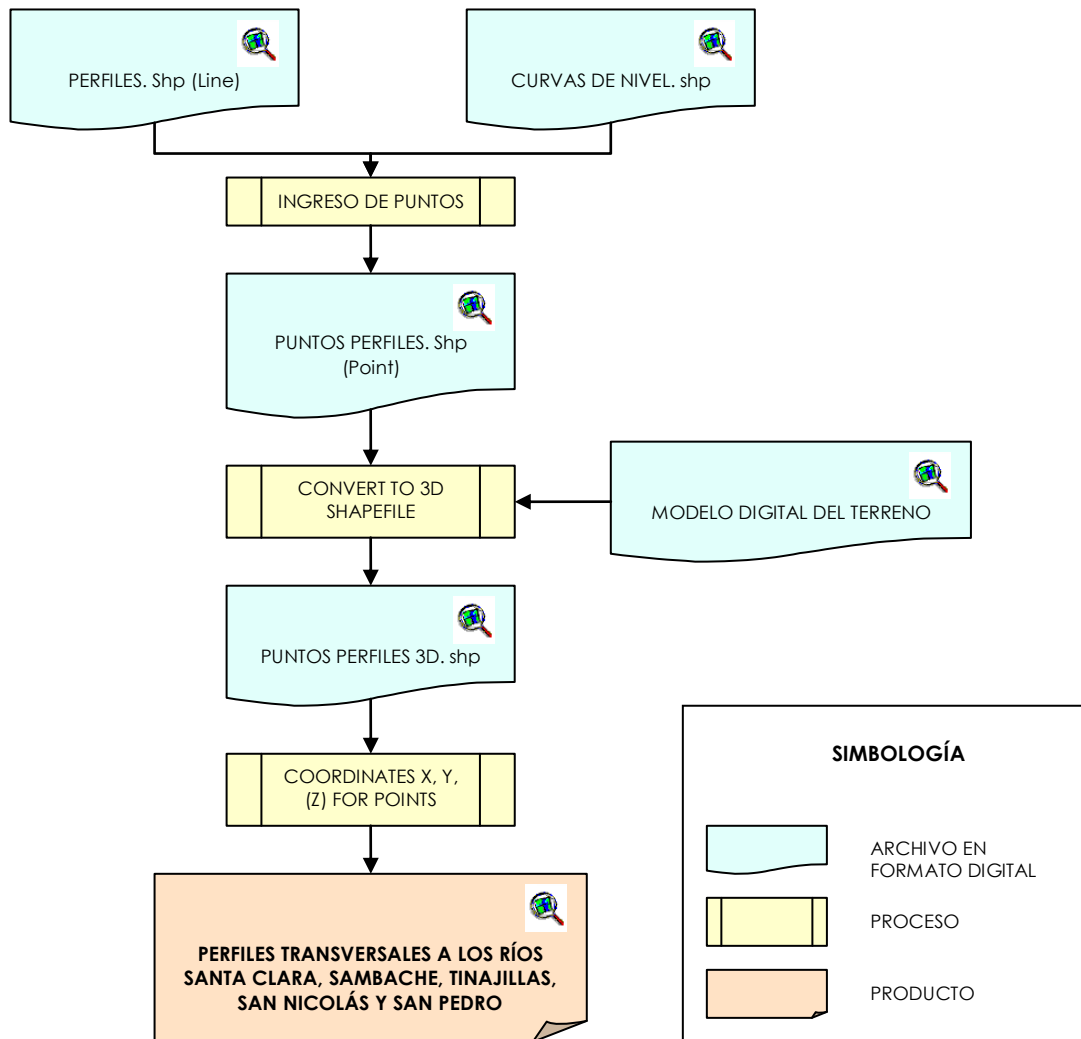 PERFILES. Shp (Line)
CURVAS DE NIVEL. shp
INGRESO DE PUNTOS
PUNTOS PERFILES. Shp
(Point)
CONVERT TO 3D
SHAPEFILE
MODELO DIGITAL DEL TERRENO
PUNTOS PERFILES 3D. shp
COORDINATES X, Y,
(Z) FOR POINTS
PERFILES TRANSVERSALES A LOS RÍOS
SANTA CLARA, SAMBACHE, TINAJILLAS,
SAN NICOLÁS Y SAN PEDRO
SIMBOLOGÍA
ARCHIVO EN
FORMATO DIGITAL
PROCESO
PRODUCTO